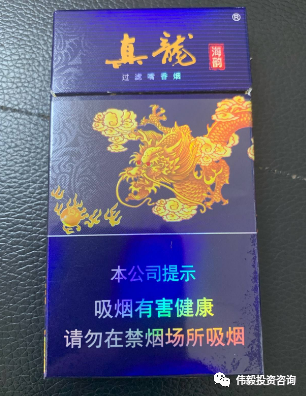 真龍
®
海韻
过滤嘴香烟
本公司提示
吸烟有害健康
请勿在禁烟场所吸烟
伟毅投资咨询